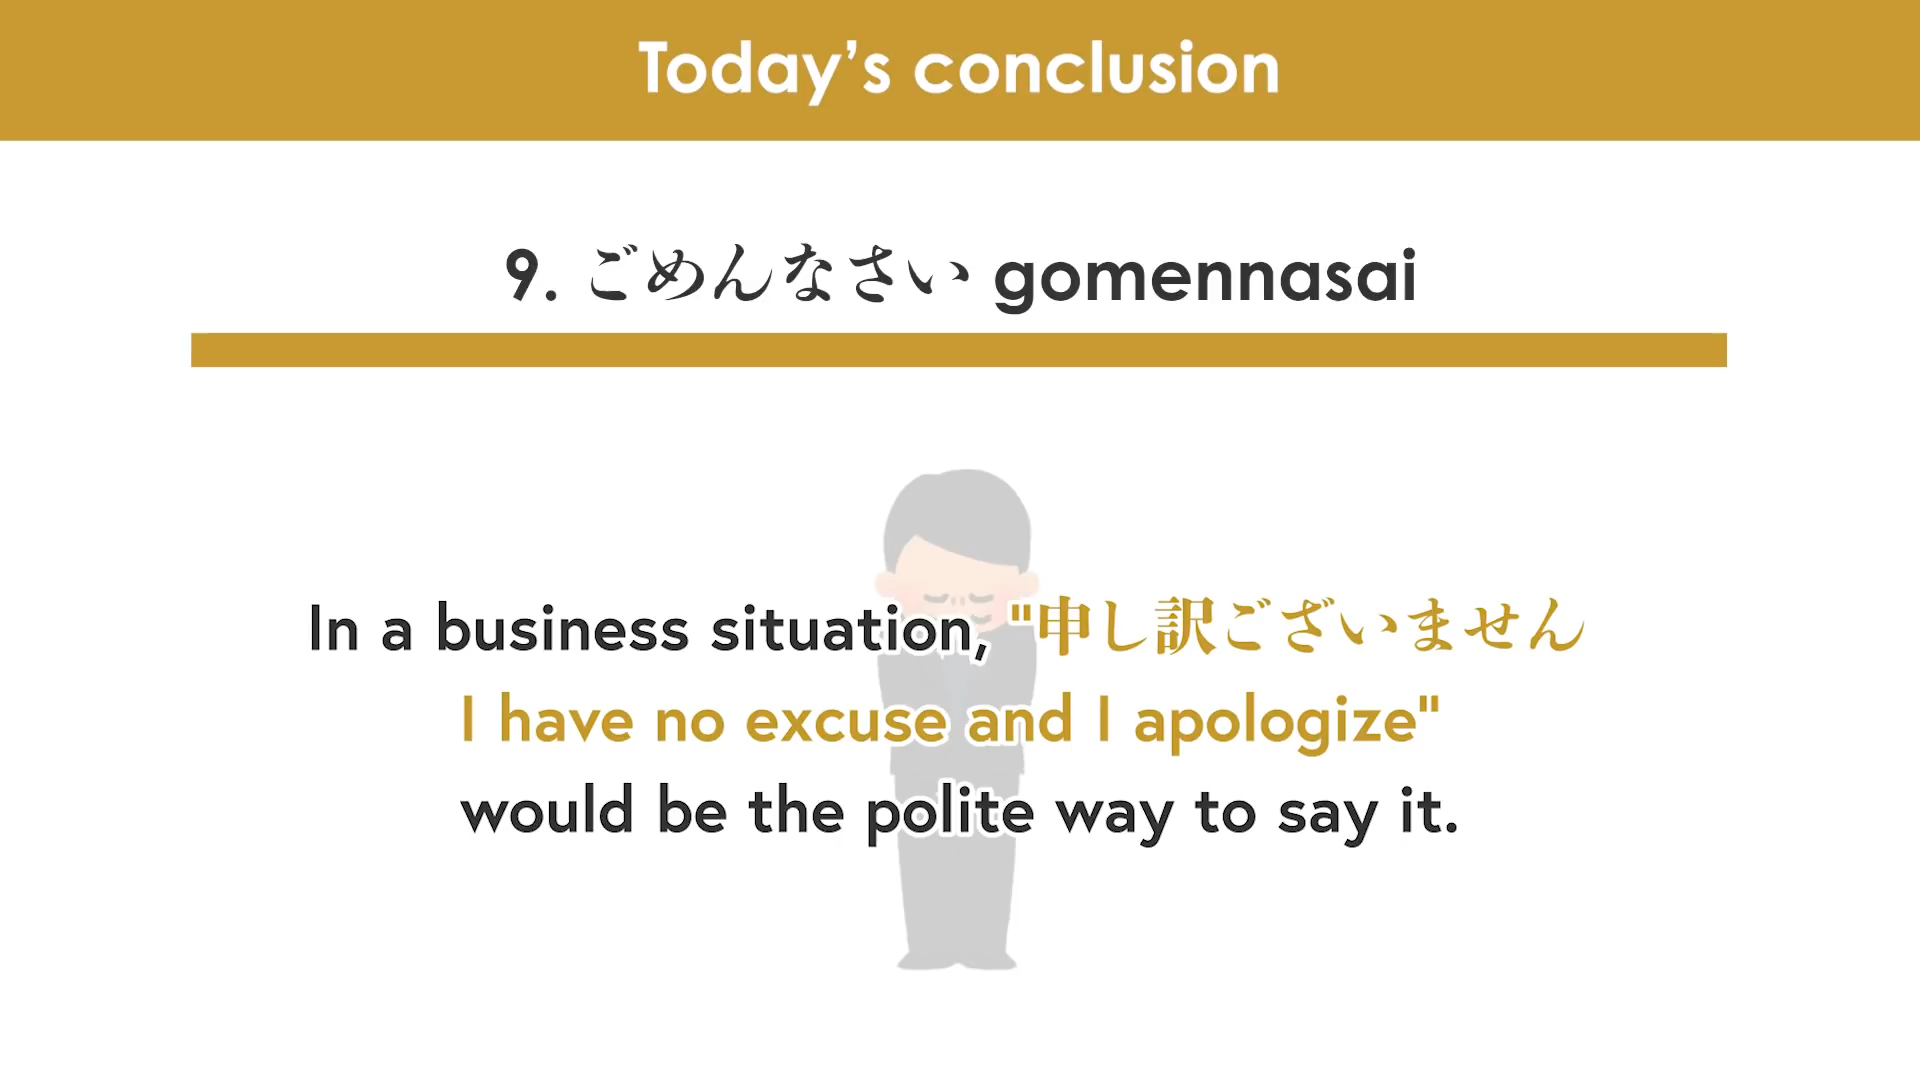 Today’s conclusion
9. ごめんなさい gomennasai
In a business situation, "申し訳ございません
I have no excuse and I apologize"
would be the polite way to say it.